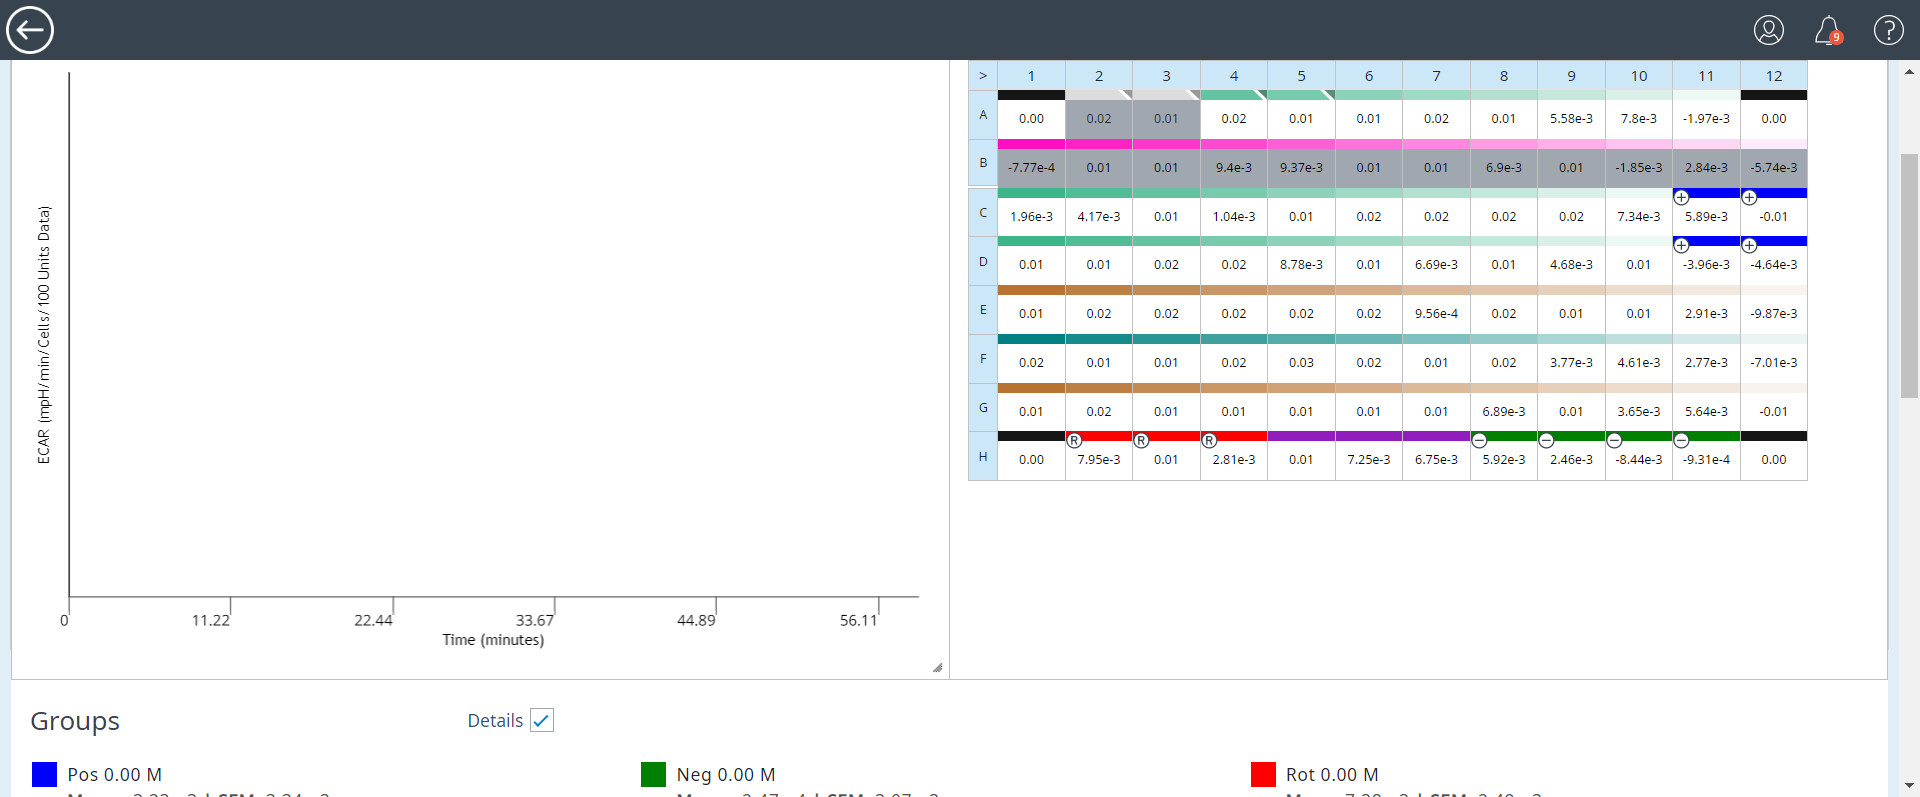 9 ?
> 1 2 3 4 5 6 7 8 9 10 11 12
A 0.00 0.02 0.01 0.02 0.01 0.01 0.02 0.01 5.58e-3 7.8e-3 -1.97e-3 0.00
B -7.77e-4 0.01 0.01 9.4e-3 9.37e-3 0.01 0.01 6.9e-3 0.01 -1.85e-3 2.84e-3 -5.74e-3
C 1.96e-3 4.17e-3 0.01 1.04e-3 0.01 0.02 0.02 0.02 0.02 7.34e-3 + 5.89e-3 + -0.01
D 0.01 0.01 0.02 0.02 8.78e-3 0.01 6.69e-3 0.01 4.68e-3 0.01 + -3.96e-3 + -4.64e-3
E 0.01 0.02 0.02 0.02 0.02 0.02 9.56e-4 0.02 0.01 0.01 2.91e-3 -9.87e-3
F 0.02 0.01 0.01 0.02 0.03 0.02 0.01 0.02 3.77e-3 4.61e-3 2.77e-3 -7.01e-3
G 0.01 0.02 0.01 0.01 0.01 0.01 0.01 6.89e-3 0.01 3.65e-3 5.64e-3 -0.01
R R R − − − −
H 0.00 7.95e-3 0.01 2.81e-3 0.01 7.25e-3 6.75e-3 5.92e-3 2.46e-3 -8.44e-3 -9.31e-4 0.00
ECAR (mpH/min/Cells/100 Units Data)
0 11.22 22.44 33.67 44.89 56.11
Time (minutes)
Groups
Details
Pos 0.00 M
Neg 0.00 M
Rot 0.00 M